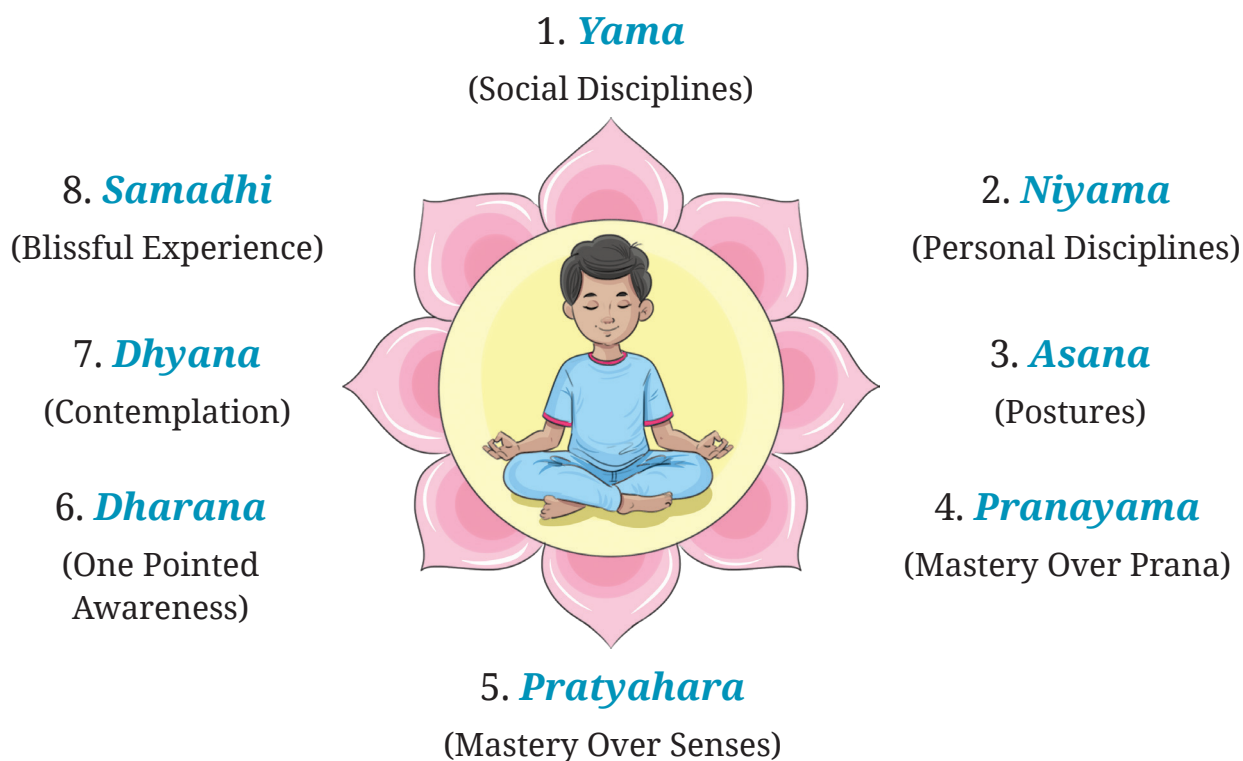 1. Yama
(Social Disciplines)
2. Niyama
(Personal Disciplines)
3. Asana
(Postures)
4. Pranayama
(Mastery Over Prana)
5. Pratyahara
(Mastery Over Senses)
6. Dharana
(One Pointed
Awareness)
7. Dhyana
(Contemplation)
8. Samadhi
(Blissful Experience)